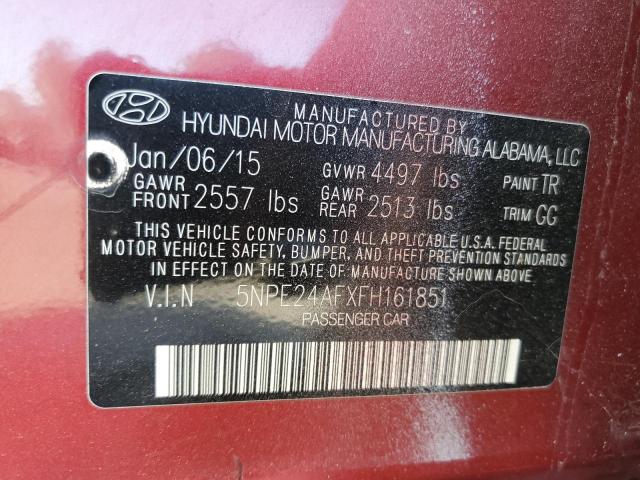 MANUFACTURED BY
HYUNDAI MOTOR MANUFACTURING ALABAMA, LLC
Jan/06/15 GVWR 4497 lbs PAINT TR
GAWR FRONT 2557 lbs GAWR REAR 2513 lbs TRIM GG
THIS VEHICLE CONFORMS TO ALL APPLICABLE U.S.A. FEDERAL
MOTOR VEHICLE SAFETY, BUMPER, AND THEFT PREVENTION STANDARDS
IN EFFECT ON THE DATE OF MANUFACTURE SHOWN ABOVE.
V.I.N 5NPE24AFXFH161851
PASSENGER CAR